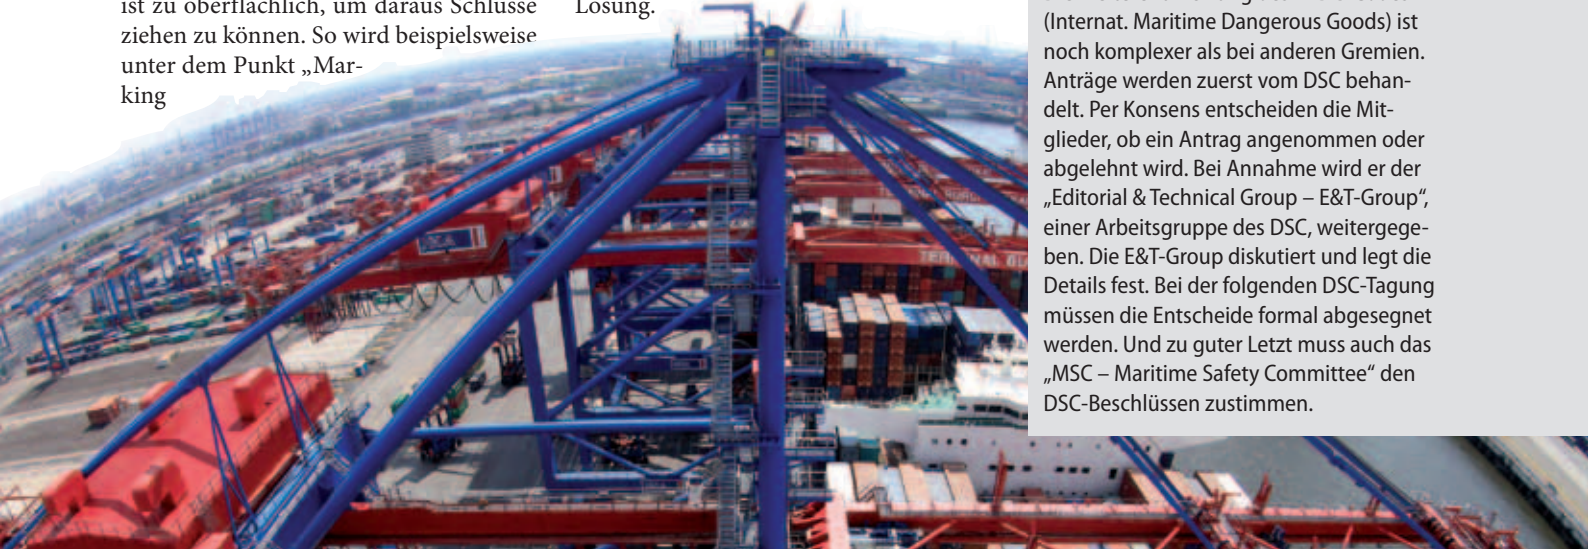 ist zu oberflächlich, um daraus Schlüsse
ziehen zu können. So wird beispielsweise
unter dem Punkt „Mar-
king
Lösung.
(Internat. Maritime Dangerous Goods) ist
noch komplexer als bei anderen Gremien.
Anträge werden zuerst vom DSC behan-
delt. Per Konsens entscheiden die Mit-
glieder, ob ein Antrag angenommen oder
abgelehnt wird. Bei Annahme wird er der
„Editorial & Technical Group – E&T-Group“,
einer Arbeitsgruppe des DSC, weitergege-
ben. Die E&T-Group diskutiert und legt die
Details fest. Bei der folgenden DSC-Tagung
müssen die Entscheide formal abgesegnet
werden. Und zu guter Letzt muss auch das
„MSC – Maritime Safety Committee“ den
DSC-Beschlüssen zustimmen.
TERMINAL